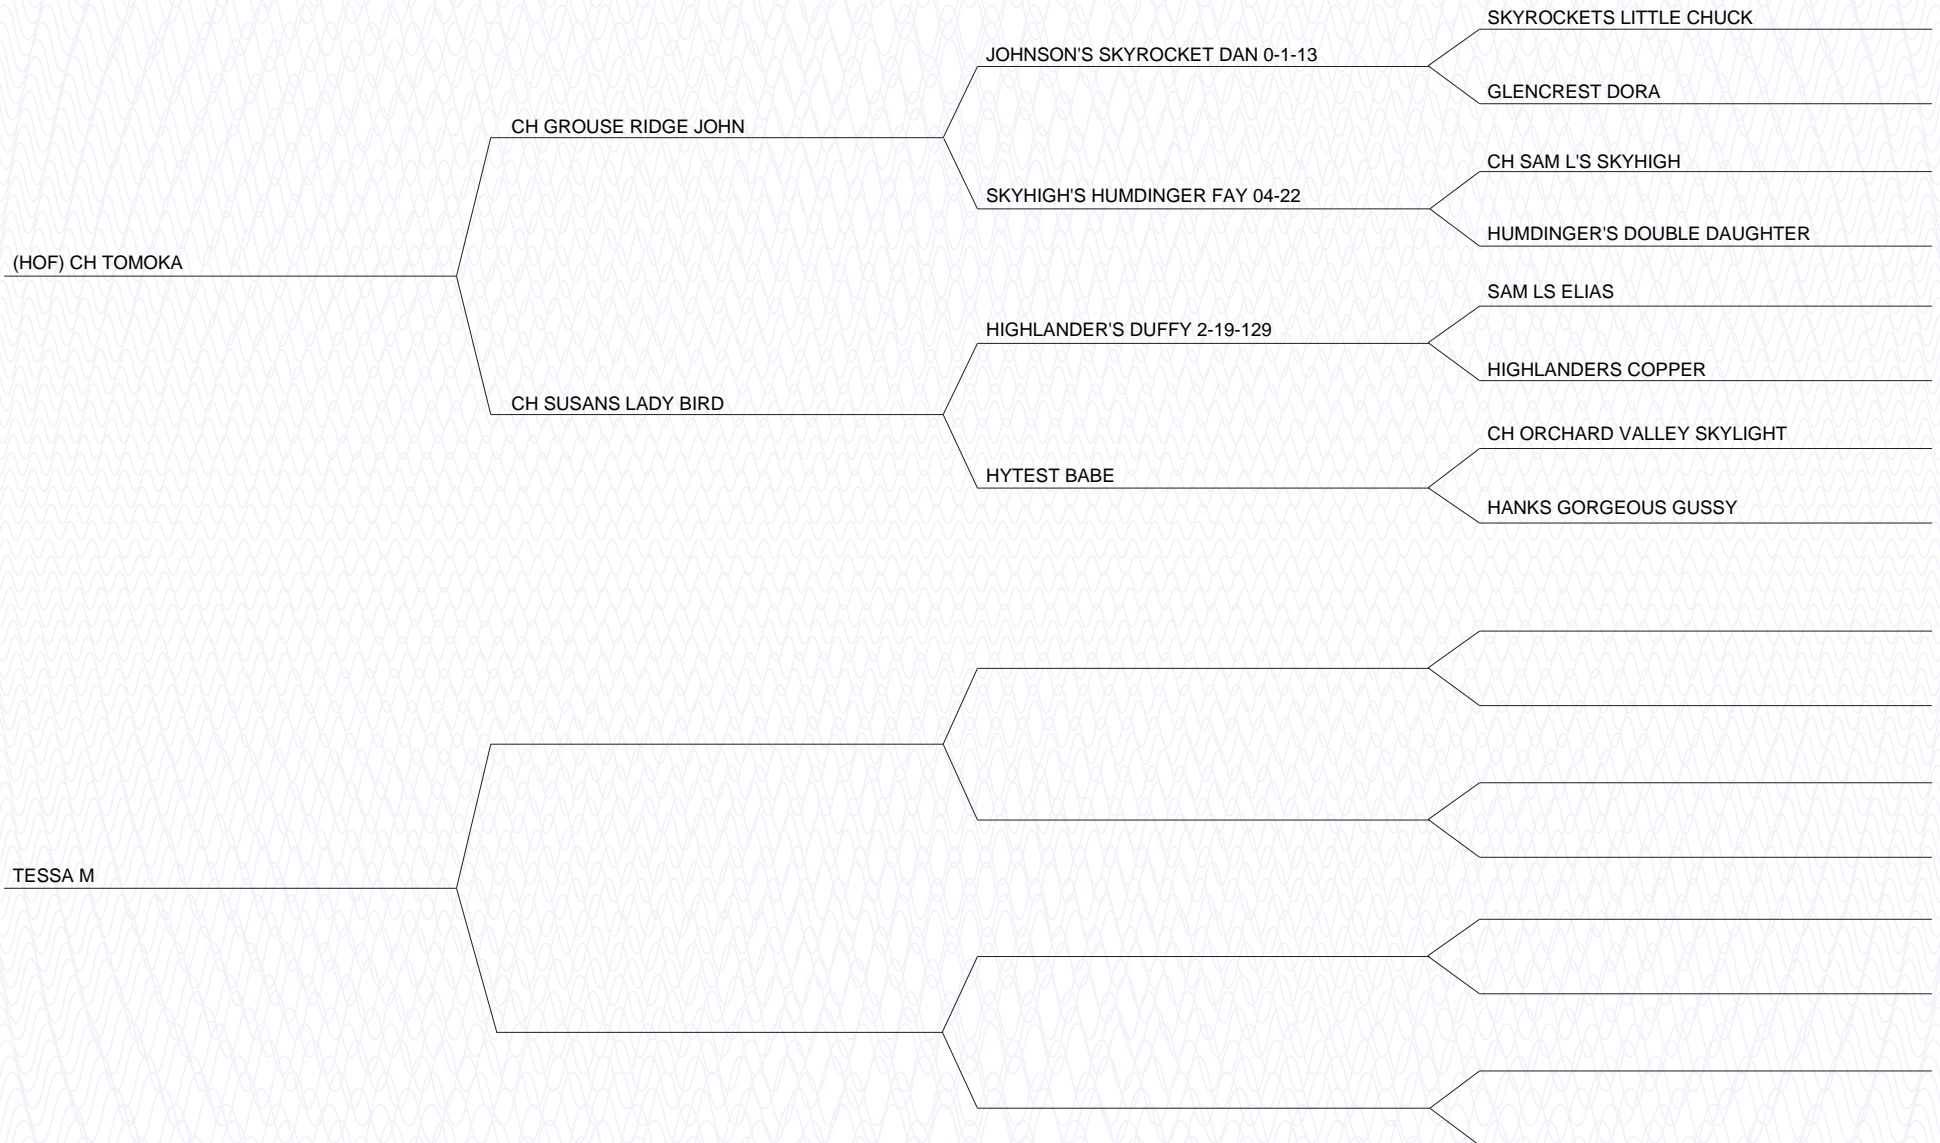 SKYROCKETS LITTLE CHUCK
JOHNSON'S SKYROCKET DAN 0-1-13
GLENCREST DORA
CH GROUSE RIDGE JOHN
CH SAM L'S SKYHIGH
SKYHIGH'S HUMDINGER FAY 04-22
HUMDINGER'S DOUBLE DAUGHTER
(HOF) CH TOMOKA
SAM LS ELIAS
HIGHLANDER'S DUFFY 2-19-129
HIGHLANDERS COPPER
CH SUSANS LADY BIRD
CH ORCHARD VALLEY SKYLIGHT
HYTEST BABE
HANKS GORGEOUS GUSSY
TESSA M